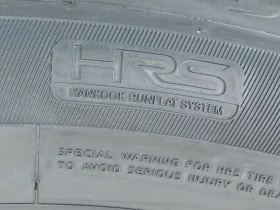 HRS
HANKOOK RUNFLAT SYSTEM
SPECIAL WARNING FOR HRS TIRE
TO AVOID SERIOUS INJURY OR